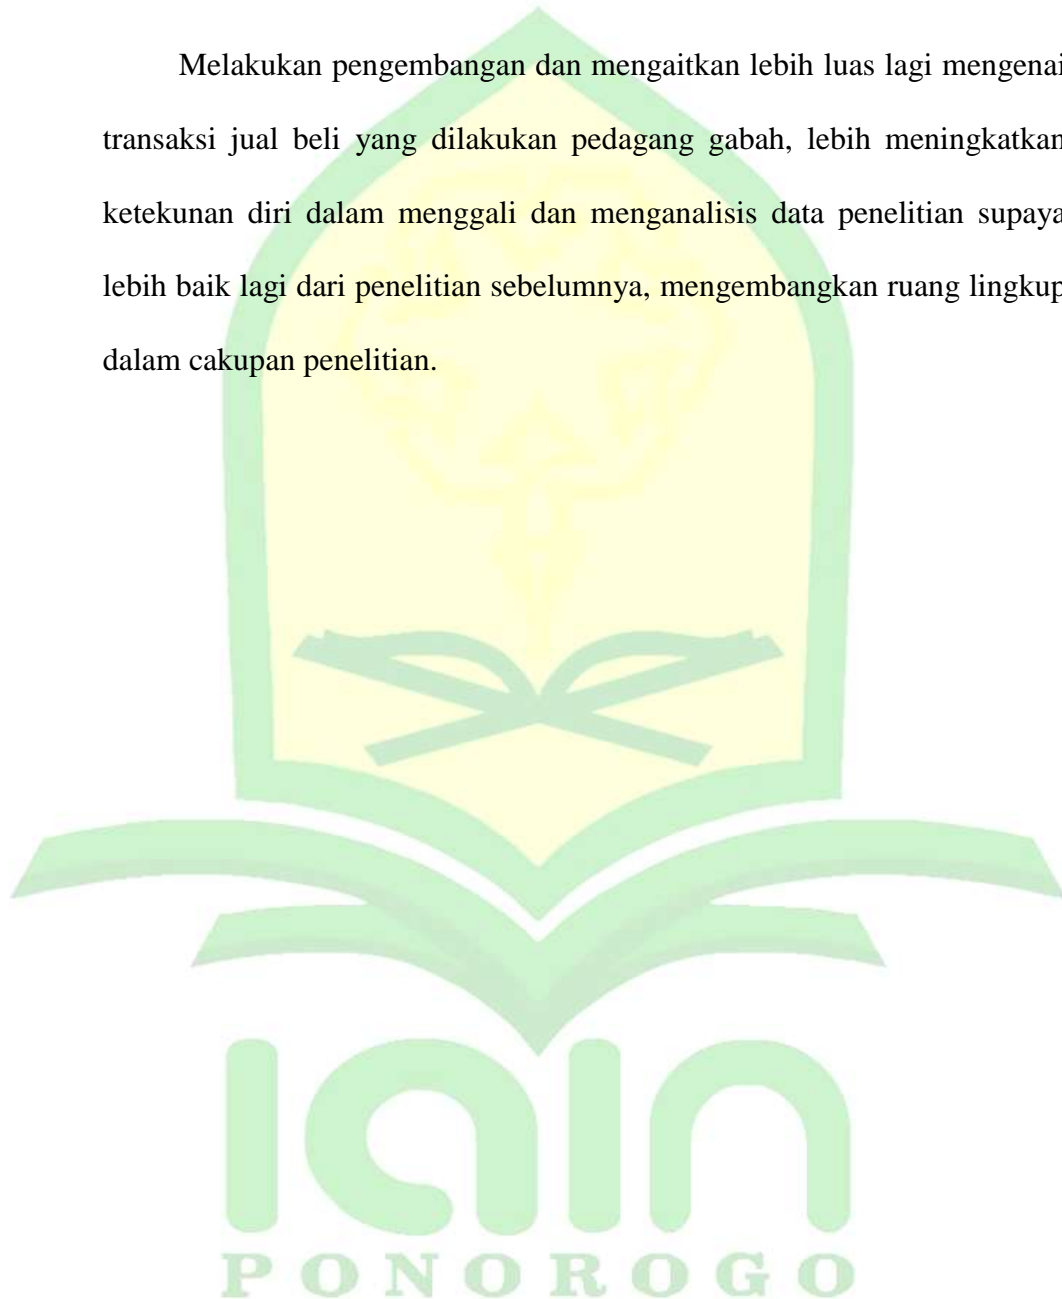 Melakukan pengembangan dan mengaitkan lebih luas lagi mengenai
transaksi jual beli yang dilakukan pedagang gabah, lebih meningkatkan
ketekunan diri dalam menggali dan menganalisis data penelitian supaya
lebih baik lagi dari penelitian sebelumnya, mengembangkan ruang lingkup
dalam cakupan penelitian.
iain
PONOROGO